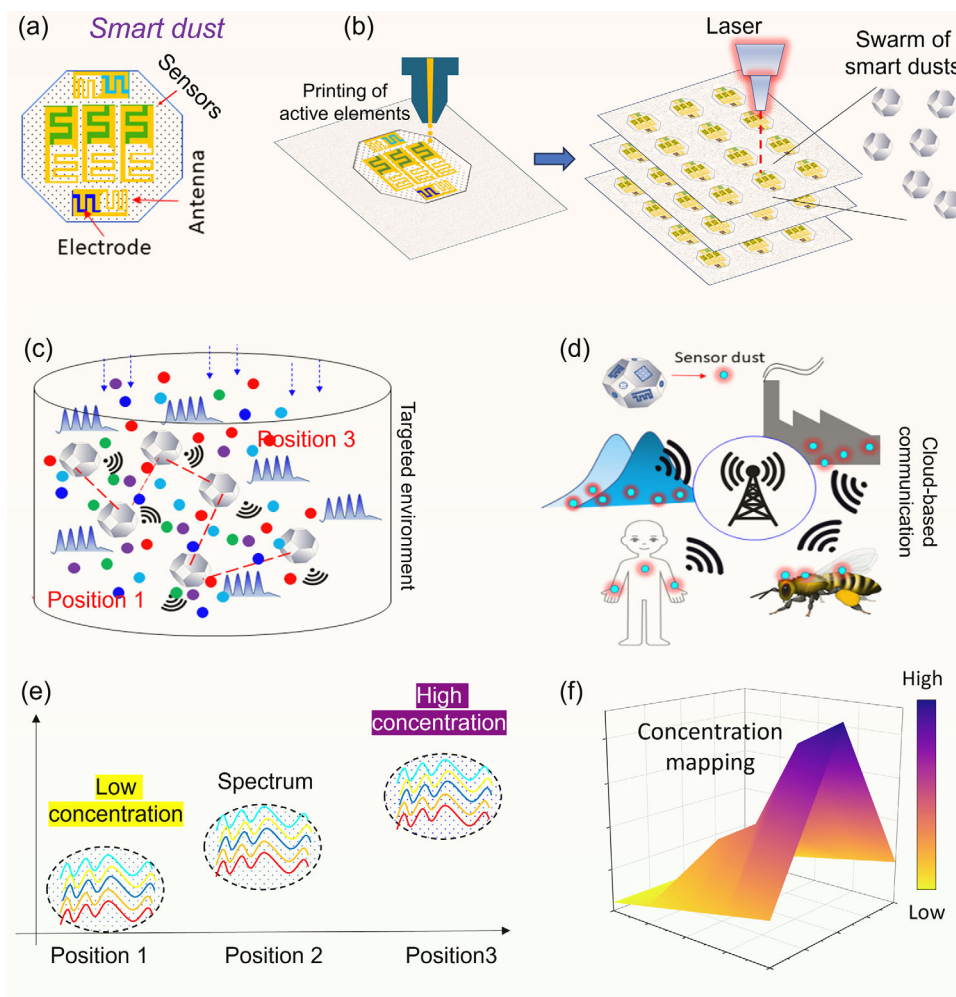 (a)
Smart dust
Sensors
Antenna
Electrode
(b)
Printing of
active elements
Laser
Swarm of
smart dusts
(c)
Position 3
Position 1
Targeted environment
(d)
Sensor dust
Cloud-based
communication
(e)
Low
concentration
Spectrum
High
concentration
Position 1
Position 2
Position3
(f)
Concentration
mapping
High
Low